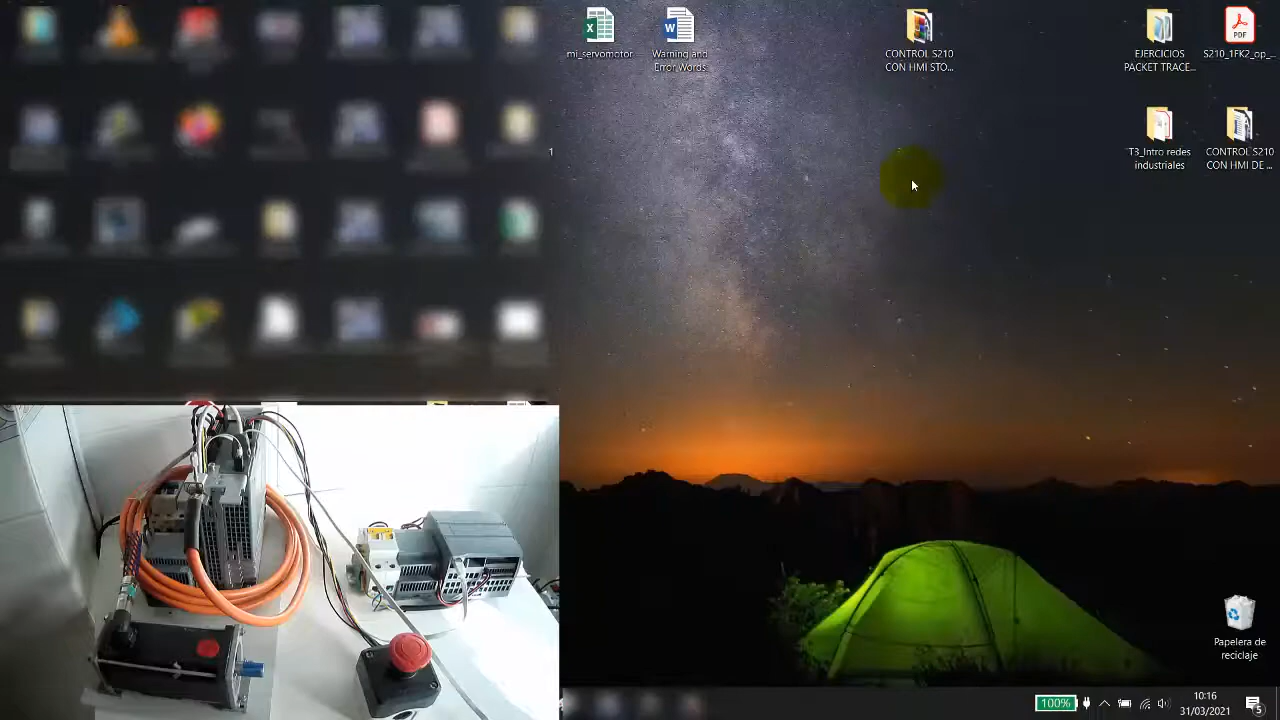 mi_servomotor
Warning and
Error Words
CONTROL S210
CON HMI STO...
EJERCICIOS
PACKET TRACE...
S210_1FK2_op_...
T3_Intro redes
industriales
CONTROL S210
CON HMI DE ...
Papelera de
reciclaje
100%
10:16
31/03/2021
5